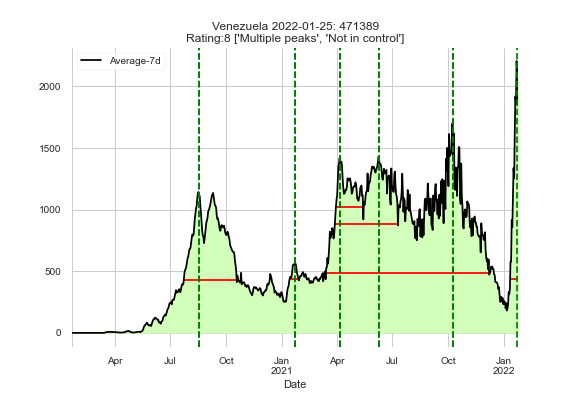 Venezuela 2022-01-25: 471389
Rating:8 ['Multiple peaks', 'Not in control']
Average-7d
2000
1500
1000
500
0
Apr Jul Oct Jan Apr Jul Oct Jan
2021 2022
Date